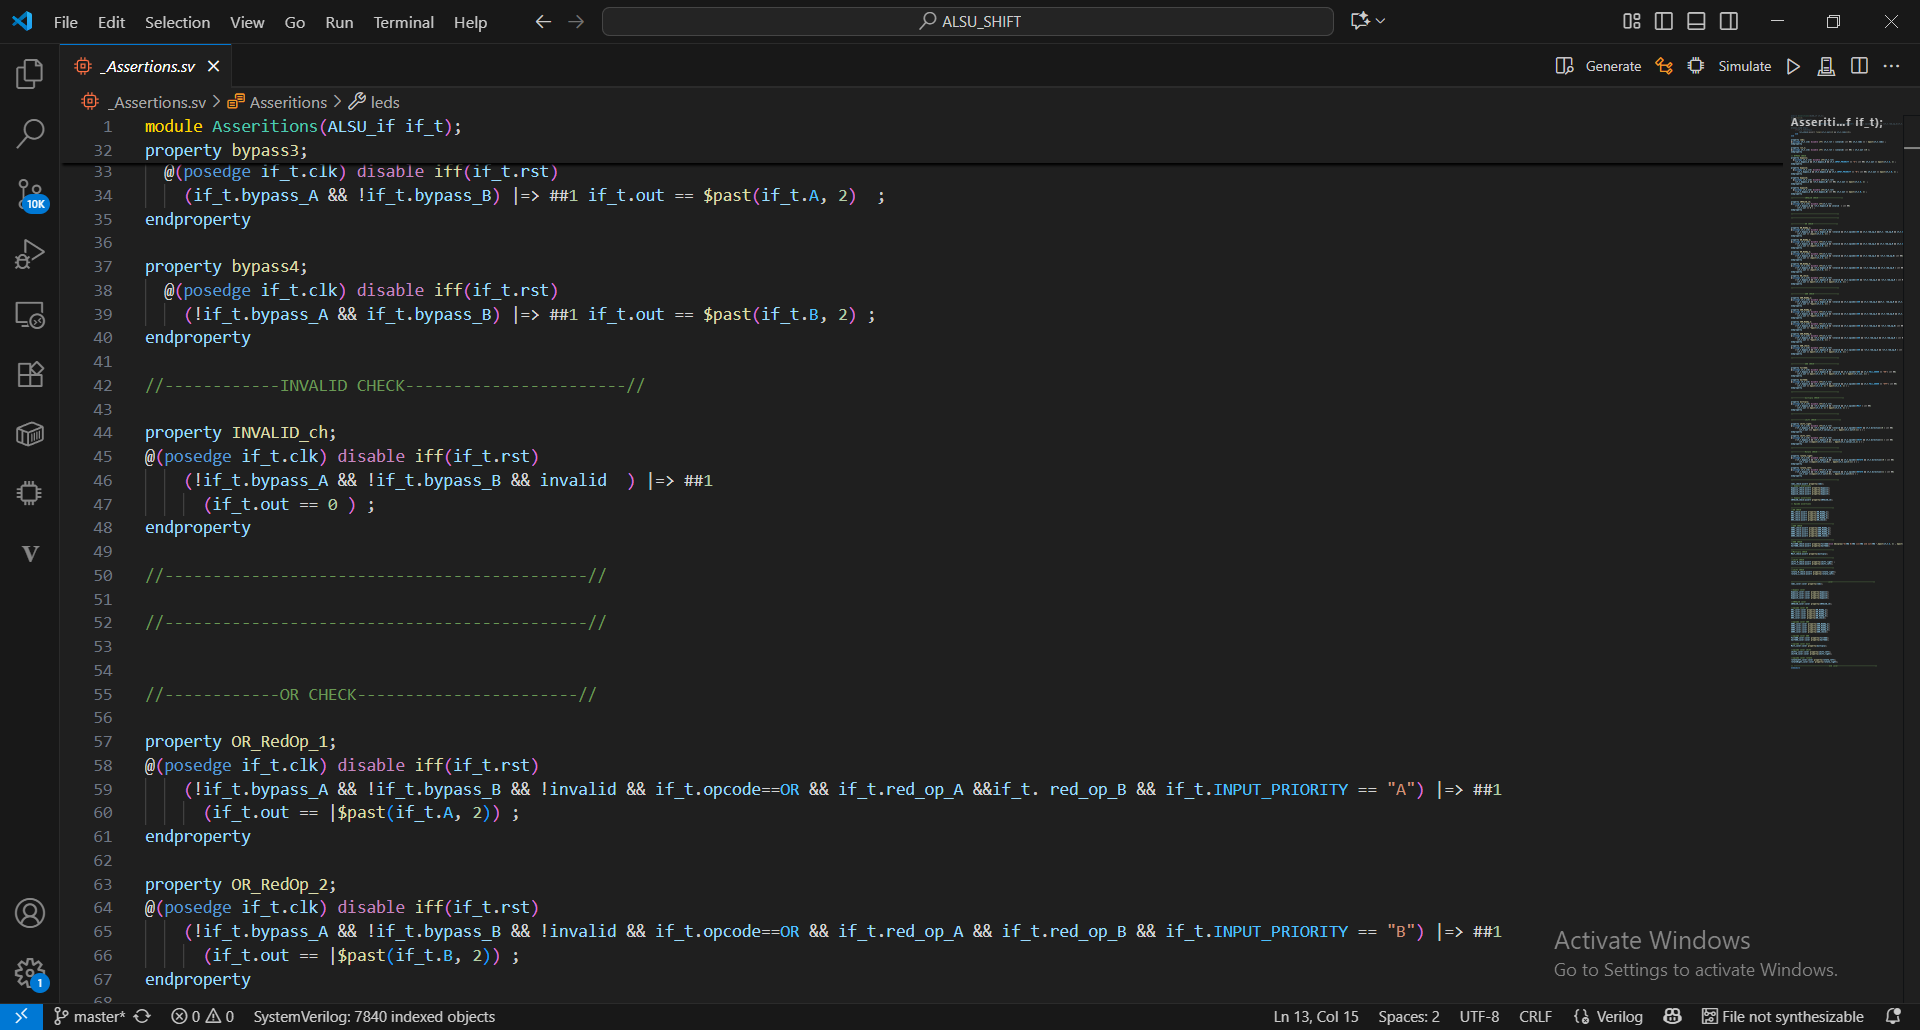 File Edit Selection View Go Run Terminal Help
ALSU_SHIFT
_Assertions.sv
Generate Simulate
_Assertions.sv > Asseritions > leds
1 module Asseritions(ALSU_if if_t);
32 property bypass3;
33 @(posedge if_t.clk) disable iff(if_t.rst)
34 (if_t.bypass_A && !if_t.bypass_B) |=> ##1 if_t.out == $past(if_t.A, 2)  ;
35 endproperty
36
37 property bypass4;
38 @(posedge if_t.clk) disable iff(if_t.rst)
39 (!if_t.bypass_A && if_t.bypass_B) |=> ##1 if_t.out == $past(if_t.B, 2) ;
40 endproperty
41
42 //------------INVALID CHECK-----------------------//
43
44 property INVALID_ch;
45 @(posedge if_t.clk) disable iff(if_t.rst)
46 (!if_t.bypass_A && !if_t.bypass_B && invalid  ) |=> ##1
47 (if_t.out == 0 ) ;
48 endproperty
49
50 //--------------------------------------------//
51
52 //--------------------------------------------//
53
54
55 //------------OR CHECK-----------------------//
56
57 property OR_RedOp_1;
58 @(posedge if_t.clk) disable iff(if_t.rst)
59 (!if_t.bypass_A && !if_t.bypass_B && !invalid && if_t.opcode==OR && if_t.red_op_A &&if_t. red_op_B && if_t.INPUT_PRIORITY == "A") |=> ##1
60 (if_t.out == |$past(if_t.A, 2)) ;
61 endproperty
62
63 property OR_RedOp_2;
64 @(posedge if_t.clk) disable iff(if_t.rst)
65 (!if_t.bypass_A && !if_t.bypass_B && !invalid && if_t.opcode==OR && if_t.red_op_A && if_t.red_op_B && if_t.INPUT_PRIORITY == "B") |=> ##1
66 (if_t.out == |$past(if_t.B, 2)) ;
67 endproperty
68
Asseriti...f if_t);
10K
V
1
Activate Windows
Go to Settings to activate Windows.
master* 0 0 SystemVerilog: 7840 indexed objects Ln 13, Col 15 Spaces: 2 UTF-8 CRLF {} Verilog File not synthesizable